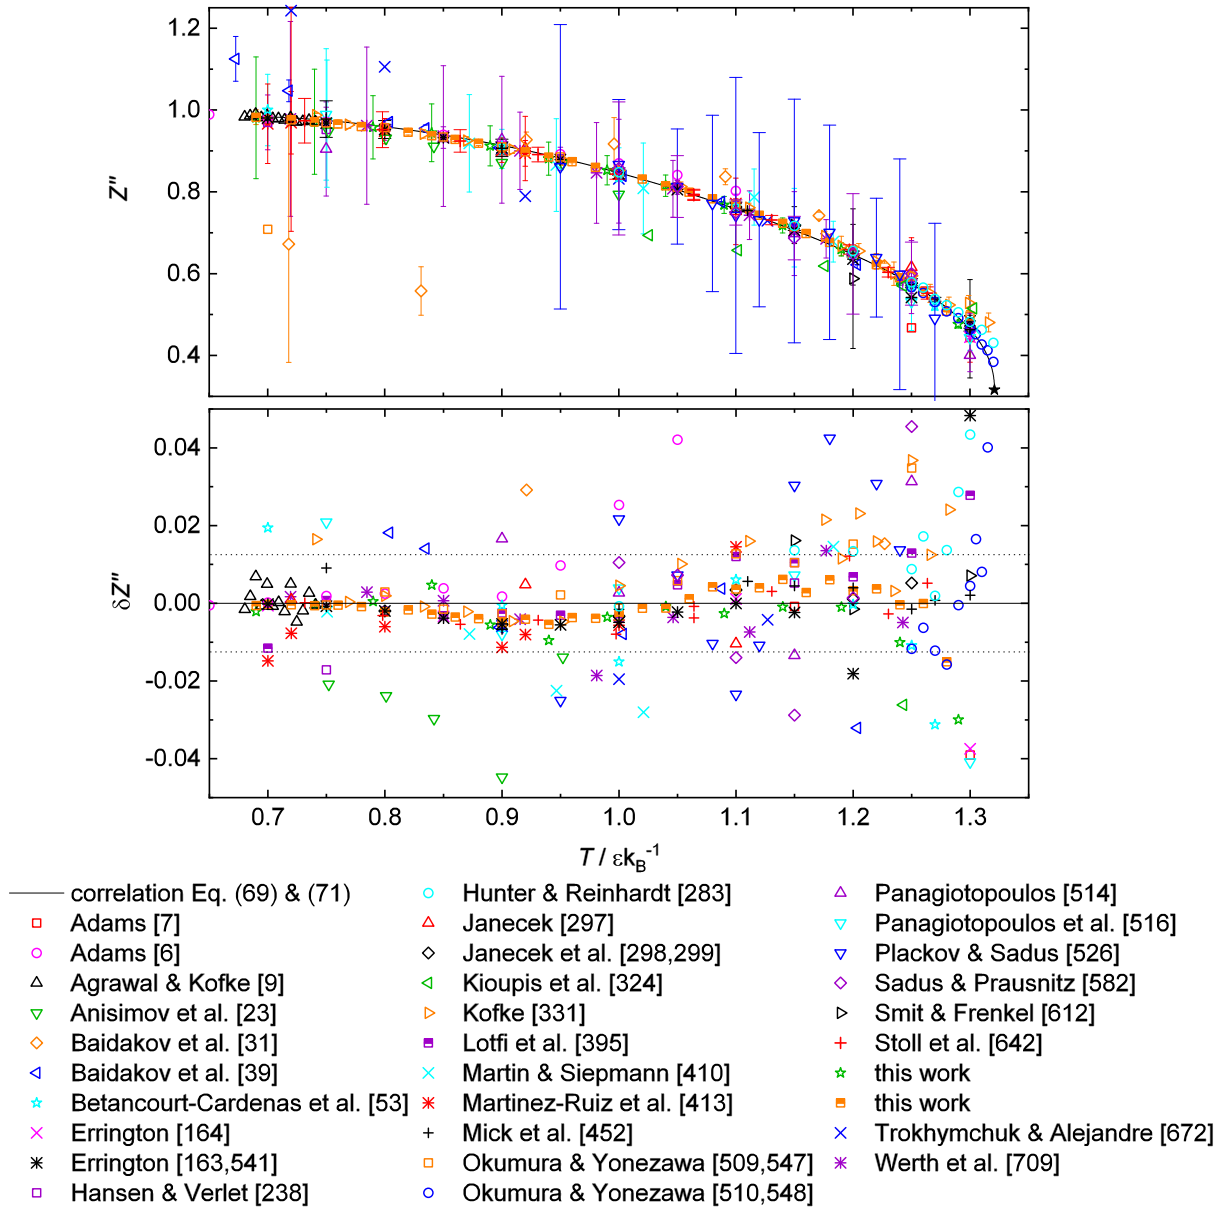 1.2
1.0
0.8
0.6
0.4
Z″
0.04
0.02
0.00
-0.02
-0.04
δZ″
0.7 0.8 0.9 1.0 1.1 1.2 1.3
T / εk_B^-1
correlation Eq. (69) & (71)
Adams [7]
Adams [6]
Agrawal & Kofke [9]
Anisimov et al. [23]
Baidakov et al. [31]
Baidakov et al. [39]
Betancourt-Cardenas et al. [53]
Errington [164]
Errington [163,541]
Hansen & Verlet [238]
Hunter & Reinhardt [283]
Janecek [297]
Janecek et al. [298,299]
Kioupis et al. [324]
Kofke [331]
Lotfi et al. [395]
Martin & Siepmann [410]
Martinez-Ruiz et al. [413]
Mick et al. [452]
Okumura & Yonezawa [509,547]
Okumura & Yonezawa [510,548]
Panagiotopoulos [514]
Panagiotopoulos et al. [516]
Plackov & Sadus [526]
Sadus & Prausnitz [582]
Smit & Frenkel [612]
Stoll et al. [642]
this work
this work
Trokhymchuk & Alejandre [672]
Werth et al. [709]